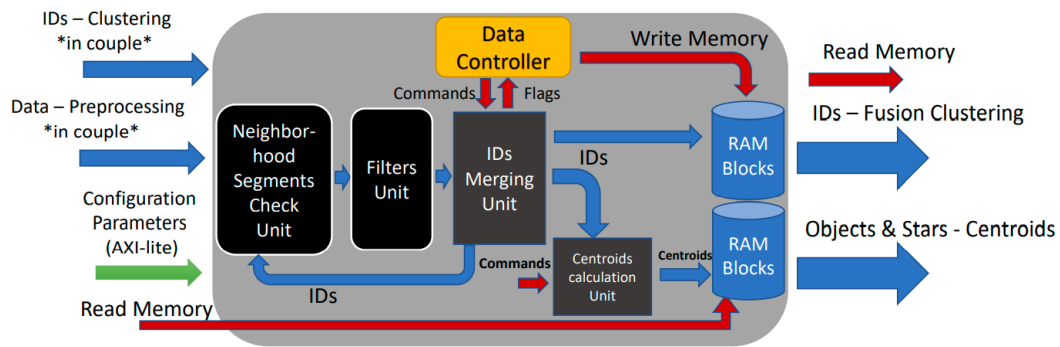 IDs – Clustering
*in couple*
Data – Preprocessing
*in couple*
Configuration
Parameters
(AXI-lite)
Read Memory
Neighbor-
hood
Segments
Check
Unit
Filters
Unit
Data
Controller
Commands
Flags
IDs
Merging
Unit
IDs
IDs
Commands
Centroids
calculation
Unit
Centroids
Write Memory
RAM
Blocks
RAM
Blocks
Read Memory
IDs – Fusion Clustering
Objects & Stars - Centroids